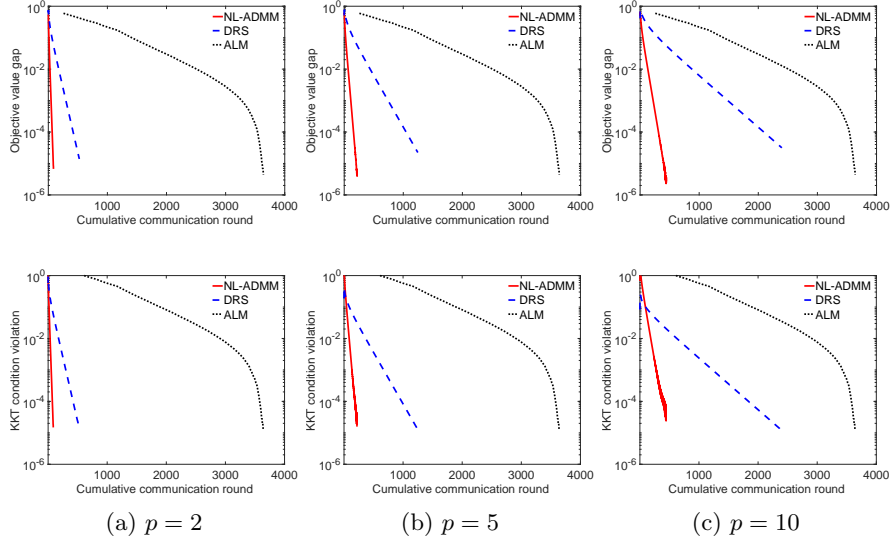 10^0
10^-2
10^-4
10^-6
Objective value gap
0 1000 2000 3000 4000
Cumulative communication round
NL-ADMM
DRS
ALM
10^0
10^-2
10^-4
10^-6
Objective value gap
0 1000 2000 3000 4000
Cumulative communication round
NL-ADMM
DRS
ALM
10^0
10^-2
10^-4
10^-6
Objective value gap
0 1000 2000 3000 4000
Cumulative communication round
NL-ADMM
DRS
ALM
10^0
10^-2
10^-4
10^-6
KKT condition violation
0 1000 2000 3000 4000
Cumulative communication round
NL-ADMM
DRS
ALM
10^0
10^-2
10^-4
10^-6
KKT condition violation
0 1000 2000 3000 4000
Cumulative communication round
NL-ADMM
DRS
ALM
10^0
10^-2
10^-4
10^-6
KKT condition violation
0 1000 2000 3000 4000
Cumulative communication round
NL-ADMM
DRS
ALM
(a) p = 2
(b) p = 5
(c) p = 10